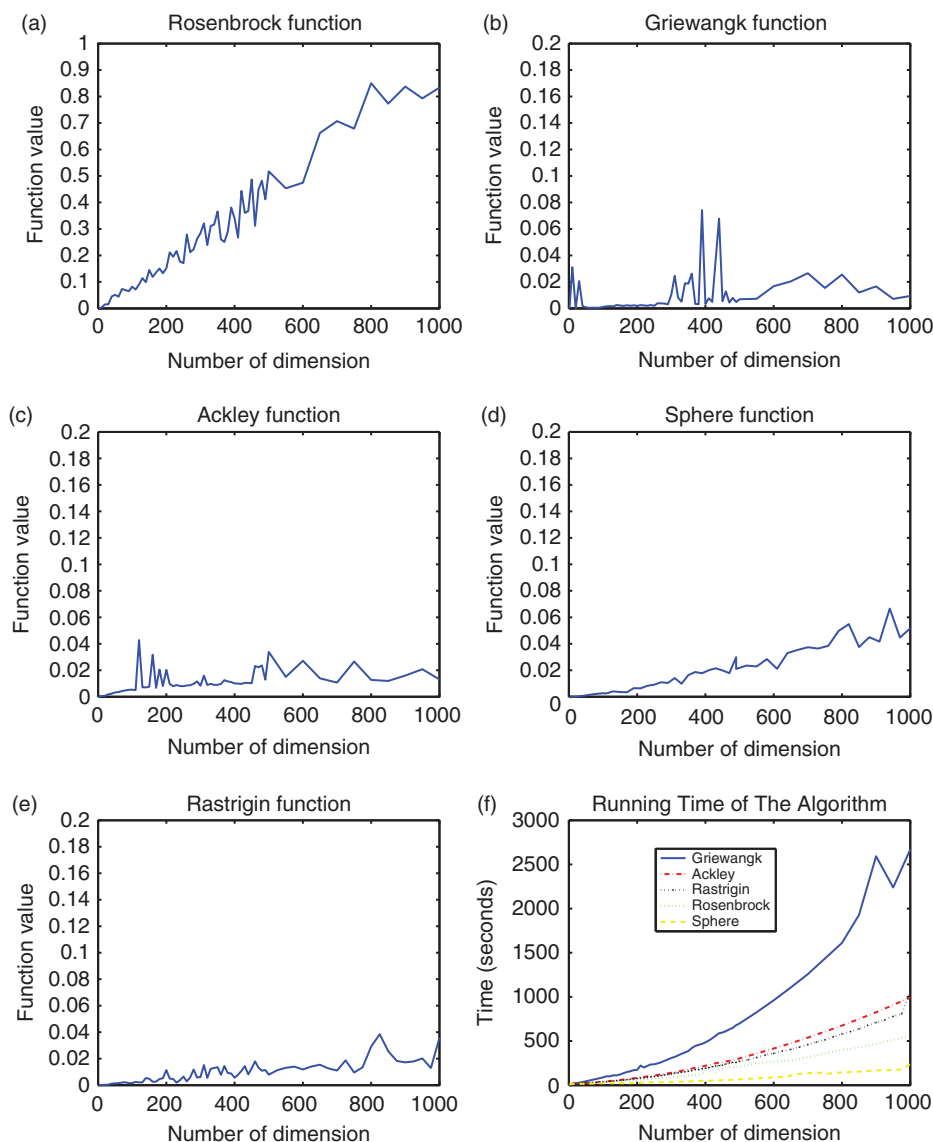 (a) Rosenbrock function
1
0.9
0.8
0.7
0.6
0.5
0.4
0.3
0.2
0.1
0
Function value
0 200 400 600 800 1000
Number of dimension
(b) Griewangk function
0.2
0.18
0.16
0.14
0.12
0.1
0.08
0.06
0.04
0.02
0
Function value
0 200 400 600 800 1000
Number of dimension
(c) Ackley function
0.2
0.18
0.16
0.14
0.12
0.1
0.08
0.06
0.04
0.02
0
Function value
0 200 400 600 800 1000
Number of dimension
(d) Sphere function
0.2
0.18
0.16
0.14
0.12
0.1
0.08
0.06
0.04
0.02
0
Function value
0 200 400 600 800 1000
Number of dimension
(e) Rastrigin function
0.2
0.18
0.16
0.14
0.12
0.1
0.08
0.06
0.04
0.02
0
Function value
0 200 400 600 800 1000
Number of dimension
(f) Running Time of The Algorithm
3000
2500
2000
1500
1000
500
0
Time (seconds)
Griewangk
Ackley
Rastrigin
Rosenbrock
Sphere
0 200 400 600 800 1000
Number of dimension